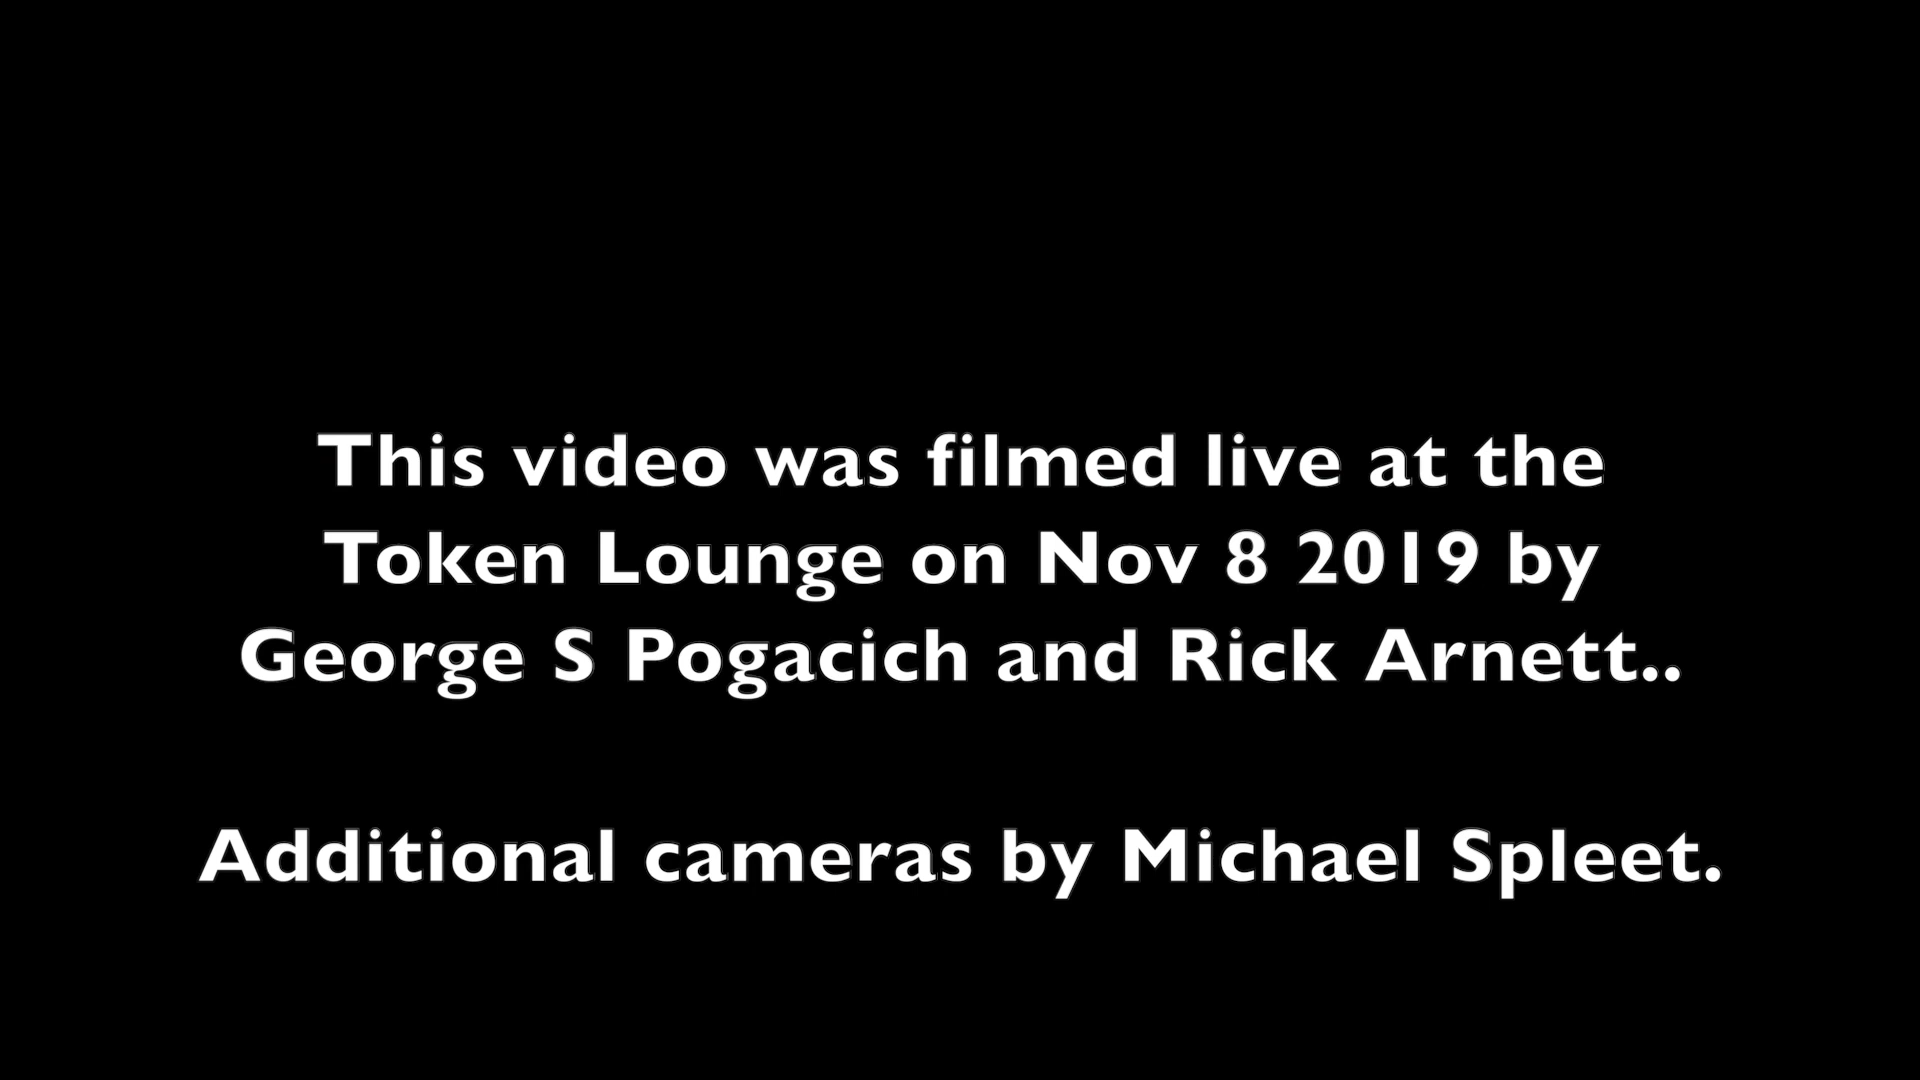 This video was filmed live at the
Token Lounge on Nov 8 2019 by
George S Pogacich and Rick Arnett..
Additional cameras by Michael Spleet.